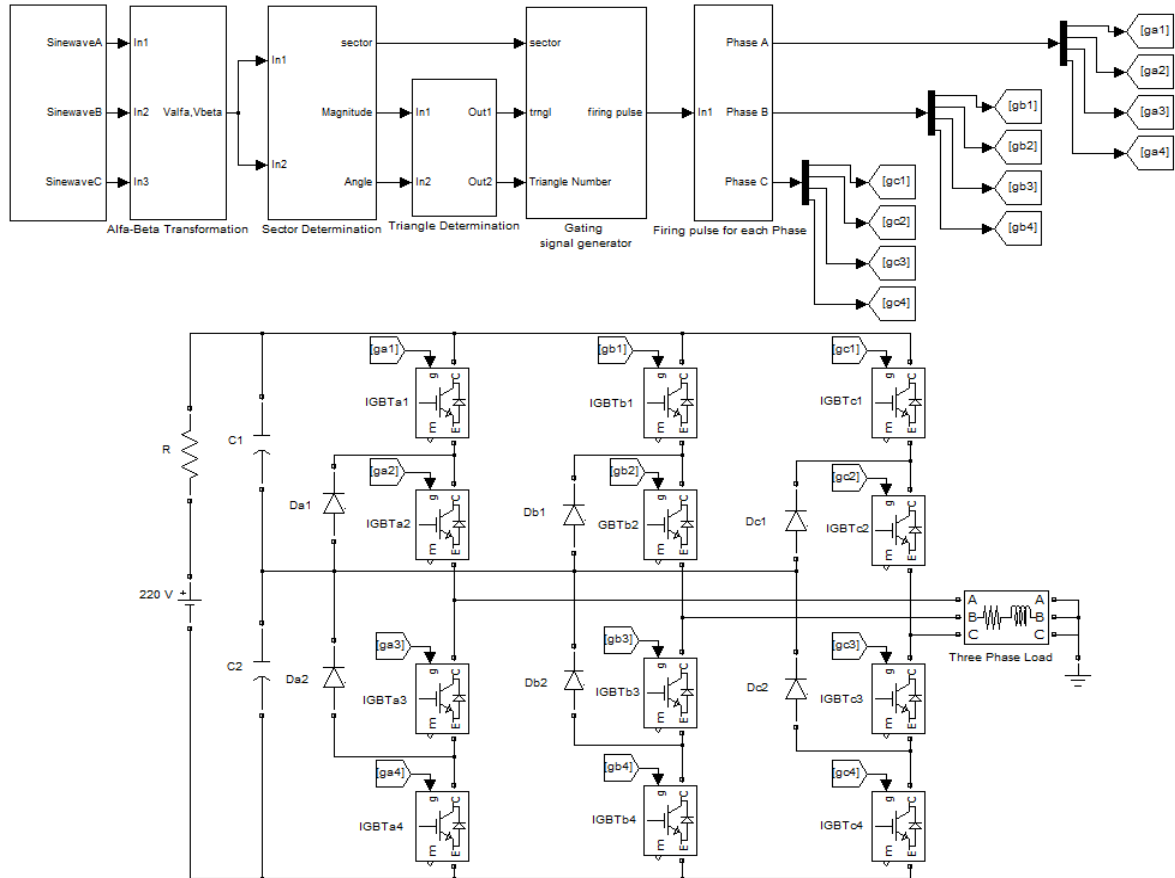 SinewaveA
SinewaveB
SinewaveC
In1
In2
In3
Valfa,Vbeta
Alfa-Beta Transformation
In1
In2
sector
Magnitude
Angle
Sector Determination
In1
In2
Out1
Out2
Triangle Determination
sector
trngl
Triangle Number
firing pulse
Gating
signal generator
In1
Phase A
Phase B
Phase C
Firing pulse for each Phase
[ga1]
[ga2]
[ga3]
[ga4]
[gb1]
[gb2]
[gb3]
[gb4]
[gc1]
[gc2]
[gc3]
[gc4]
R
220 V
+
C1
C2
[ga1]
g C
m E
IGBTa1
[gb1]
g C
m E
IGBTb1
[gc1]
g C
m E
IGBTc1
Da1
[ga2]
g C
m E
IGBTa2
Db1
[gb2]
g C
m E
GBTb2
Dc1
[gc2]
g C
m E
IGBTc2
Da2
[ga3]
g C
m E
IGBTa3
Db2
[gb3]
g C
m E
IGBTb3
Dc2
[gc3]
g C
m E
IGBTc3
[ga4]
g C
m E
IGBTa4
[gb4]
g C
m E
IGBTb4
[gc4]
g C
m E
IGBTc4
A A
B B
C C
Three Phase Load